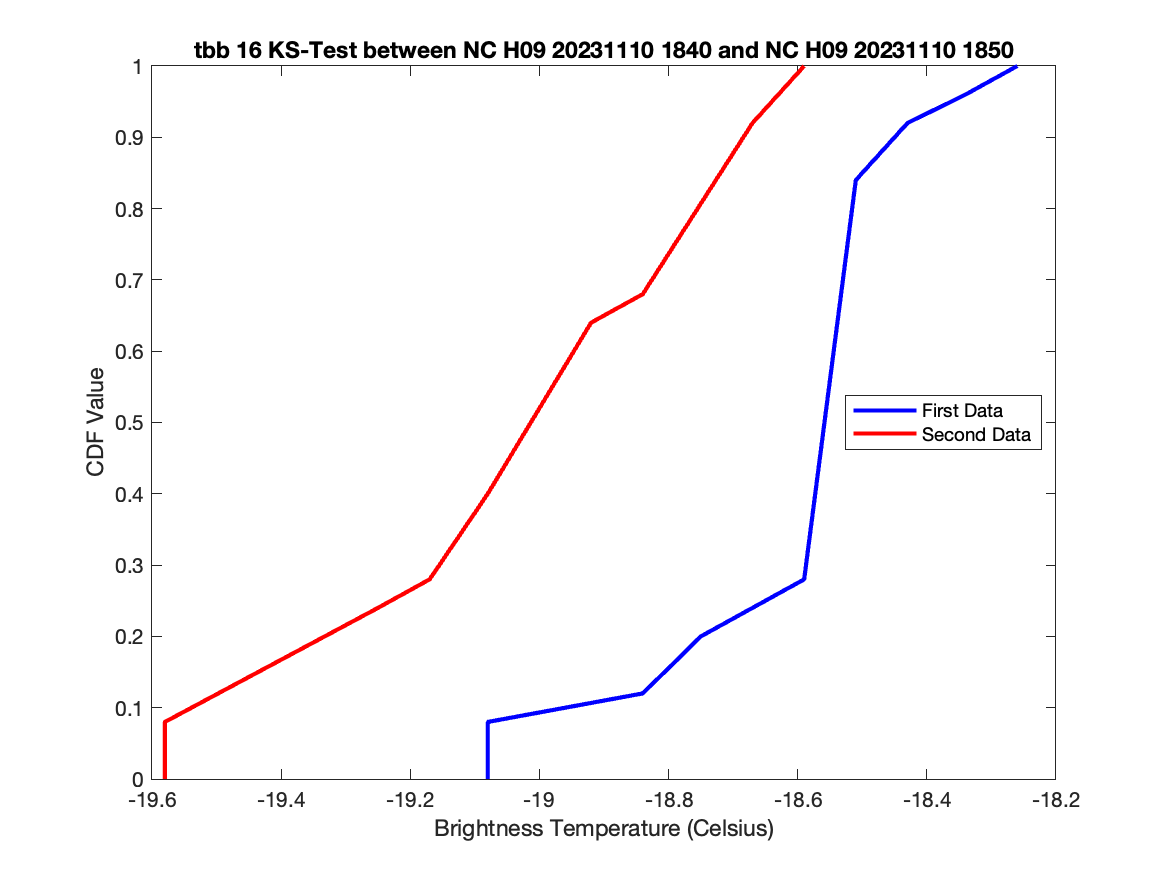 tbb 16 KS-Test between NC H09 20231110 1840 and NC H09 20231110 1850
1
0.9
0.8
0.7
0.6
0.5
0.4
0.3
0.2
0.1
0
CDF Value
First Data
Second Data
-19.6 -19.4 -19.2 -19 -18.8 -18.6 -18.4 -18.2
Brightness Temperature (Celsius)